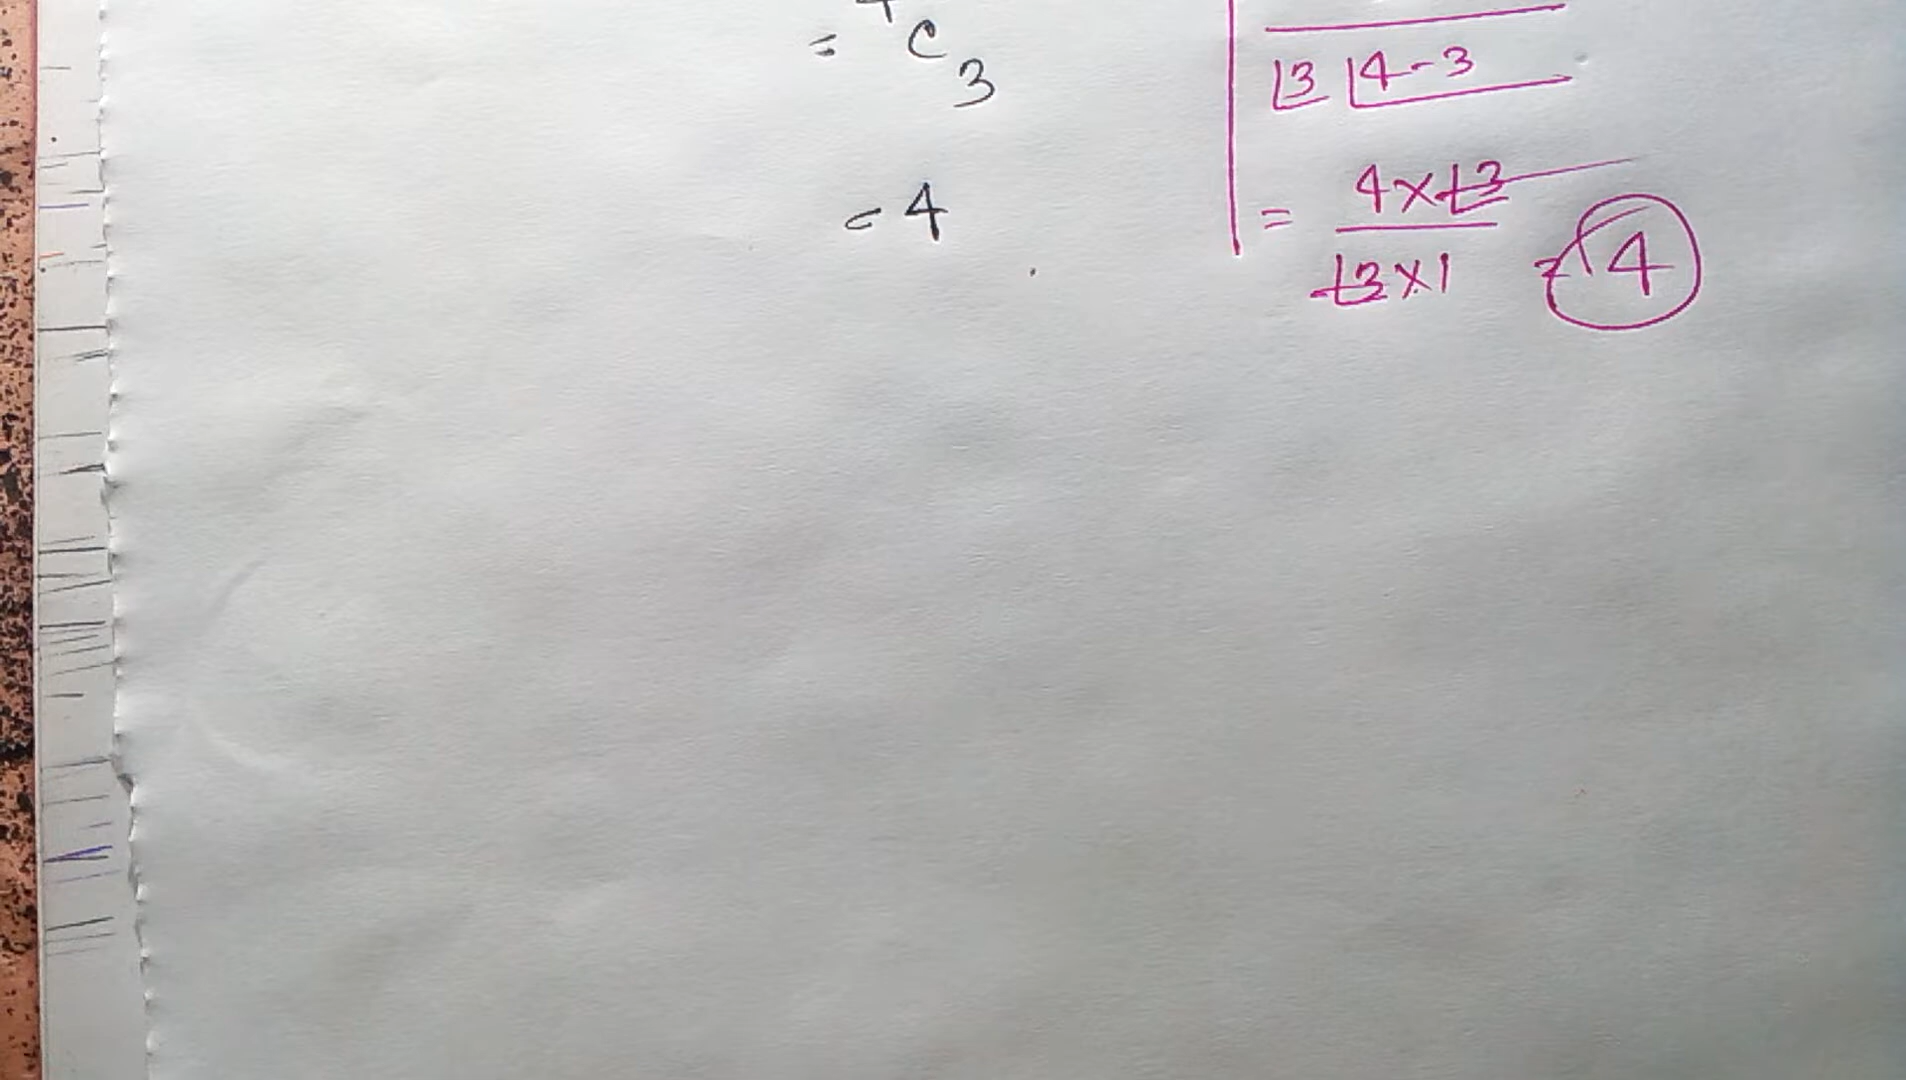 = ⁴C₃
= 4
|3 |4-3
= 4×|3
|3×1 = 4